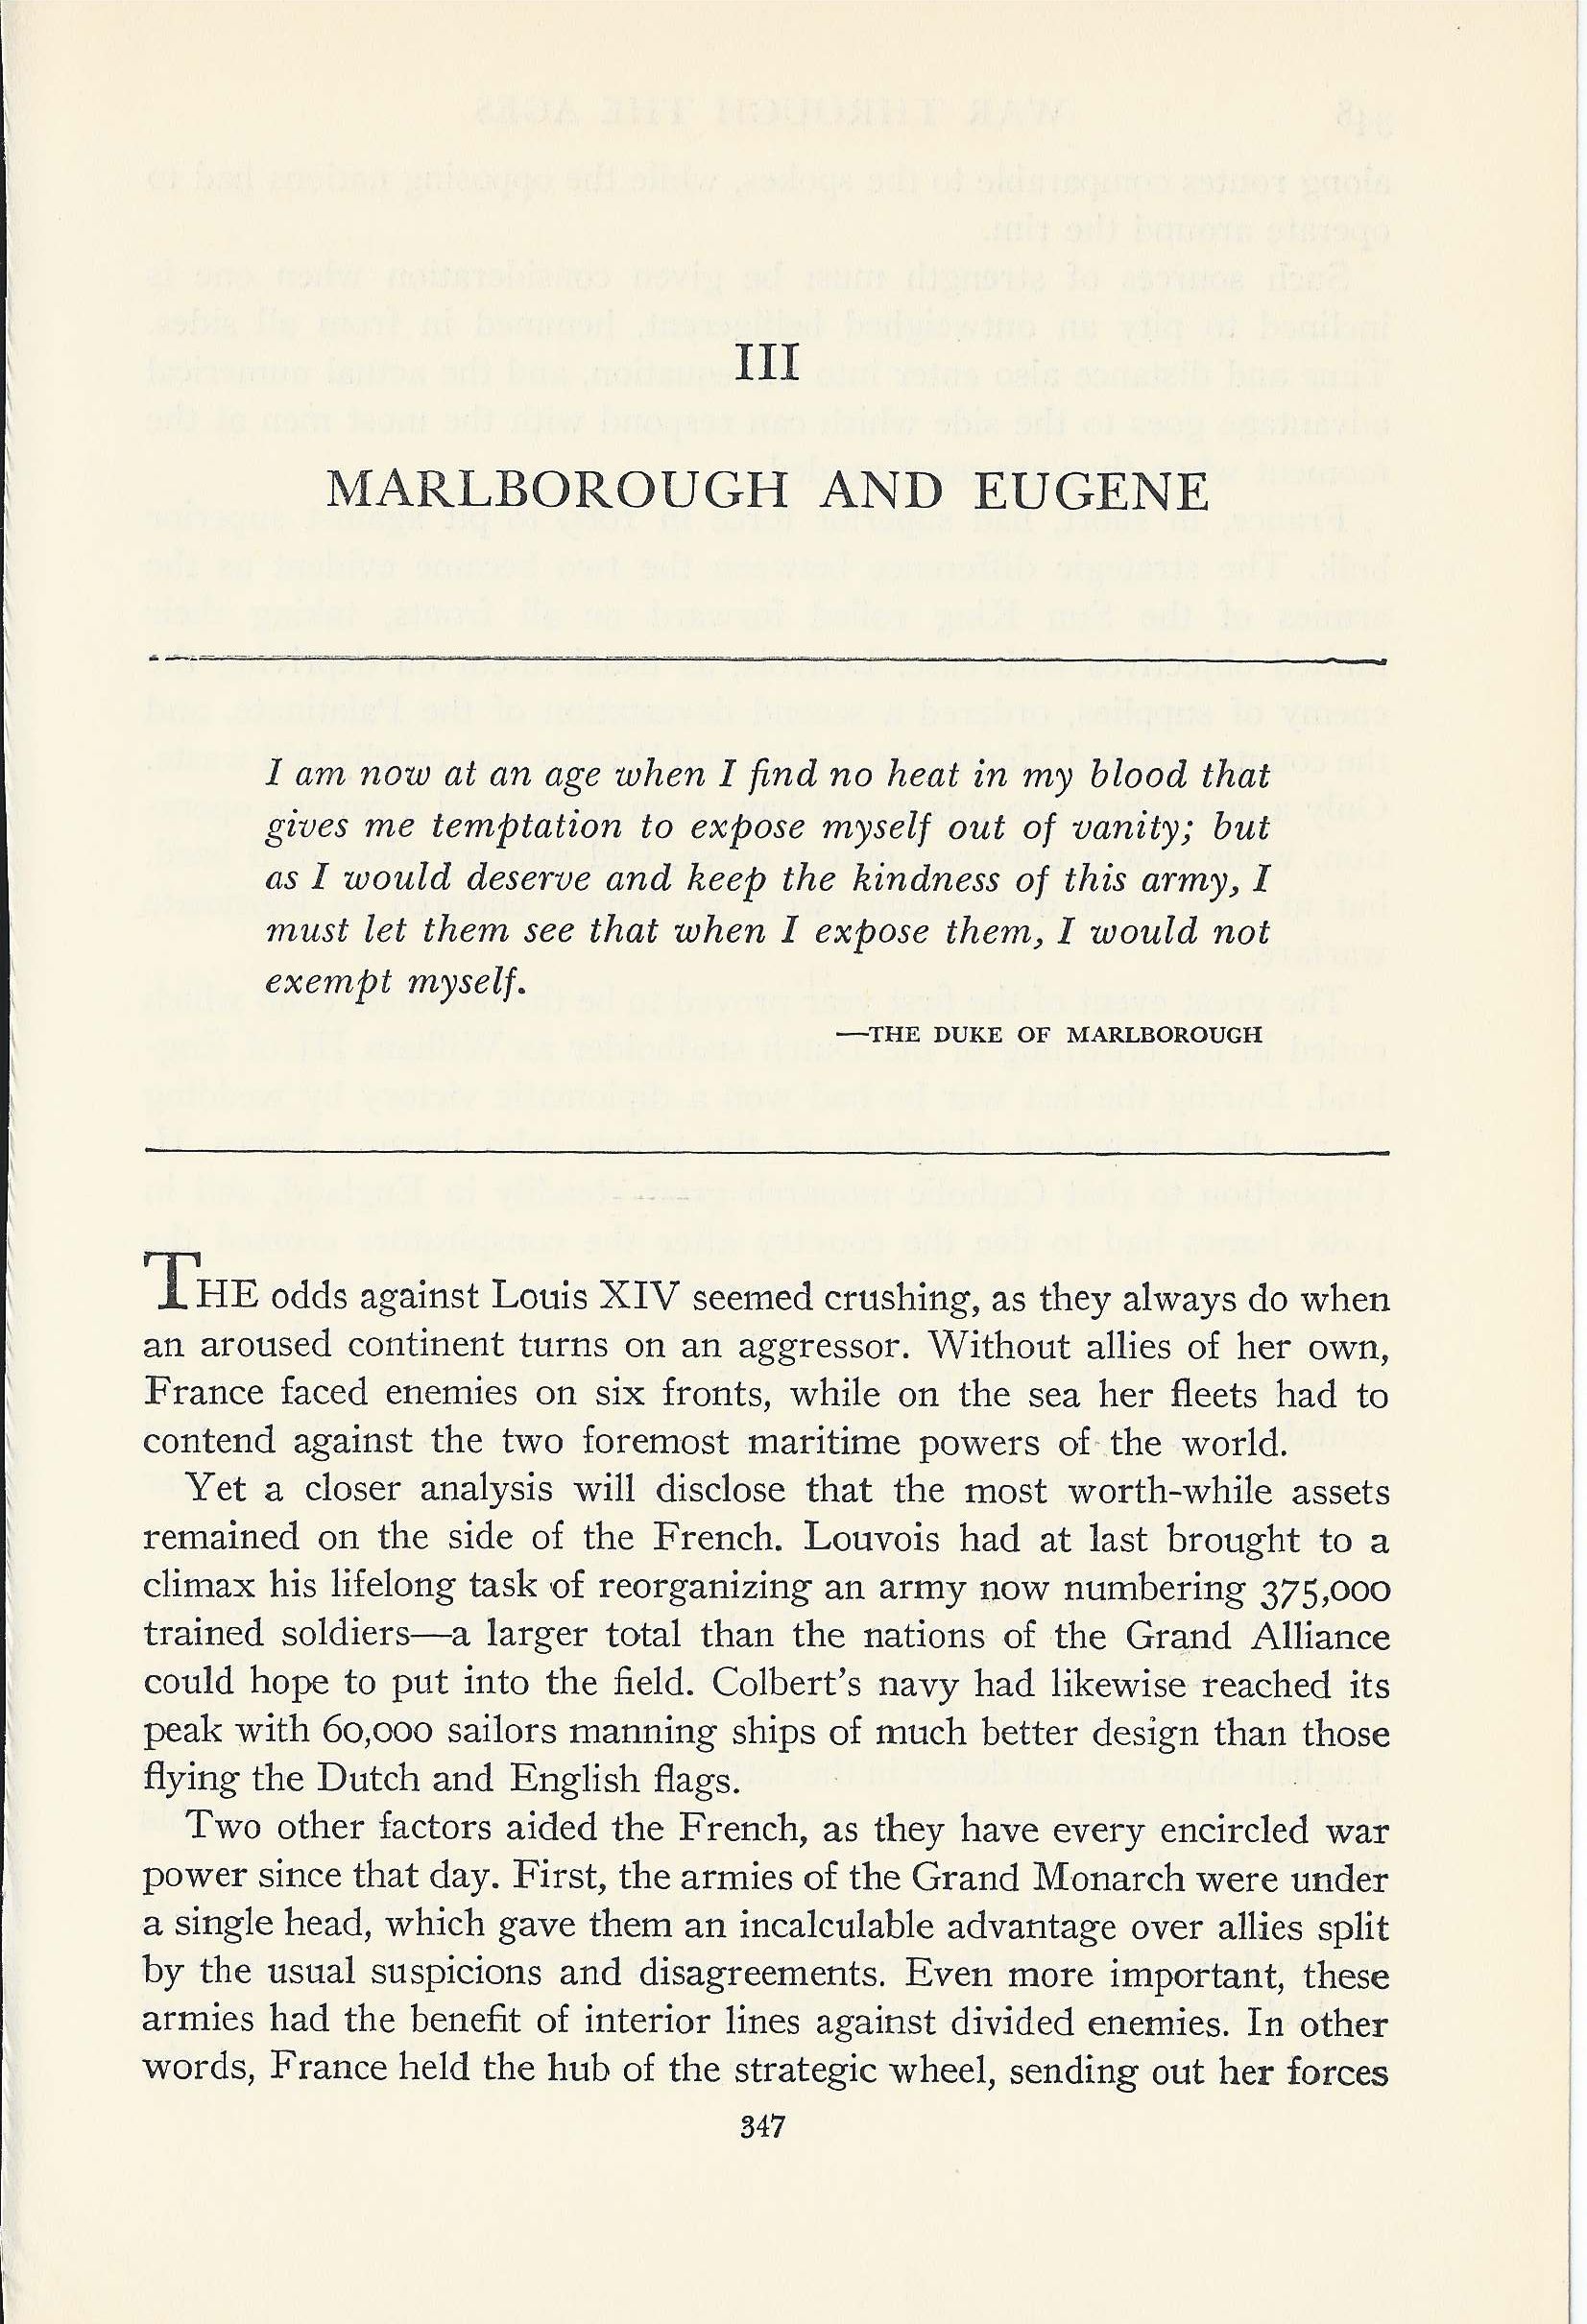 III
MARLBOROUGH AND EUGENE
I am now at an age when I find no heat in my blood that
gives me temptation to expose myself out of vanity; but
as I would deserve and keep the kindness of this army, I
must let them see that when I expose them, I would not
exempt myself.
—THE DUKE OF MARLBOROUGH
THE odds against Louis XIV seemed crushing, as they always do when
an aroused continent turns on an aggressor. Without allies of her own,
France faced enemies on six fronts, while on the sea her fleets had to
contend against the two foremost maritime powers of the world.
Yet a closer analysis will disclose that the most worth-while assets
remained on the side of the French. Louvois had at last brought to a
climax his lifelong task of reorganizing an army now numbering 375,000
trained soldiers—a larger total than the nations of the Grand Alliance
could hope to put into the field. Colbert's navy had likewise reached its
peak with 60,000 sailors manning ships of much better design than those
flying the Dutch and English flags.
Two other factors aided the French, as they have every encircled war
power since that day. First, the armies of the Grand Monarch were under
a single head, which gave them an incalculable advantage over allies split
by the usual suspicions and disagreements. Even more important, these
armies had the benefit of interior lines against divided enemies. In other
words, France held the hub of the strategic wheel, sending out her forces
347